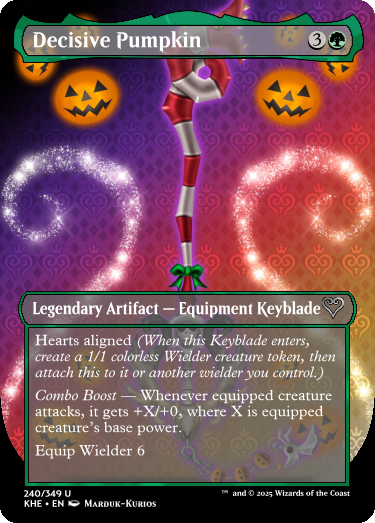 Decisive Pumpkin 3
Legendary Artifact — Equipment Keyblade
Hearts aligned (When this Keyblade enters,
create a 1/1 colorless Wielder creature token, then
attach this to it or another wielder you control.)
Combo Boost — Whenever equipped creature
attacks, it gets +X/+0, where X is equipped
creature's base power.
Equip Wielder 6
240/349 U
KHE • EN Marduk-Kurios
™ and © 2025 Wizards of the Coast